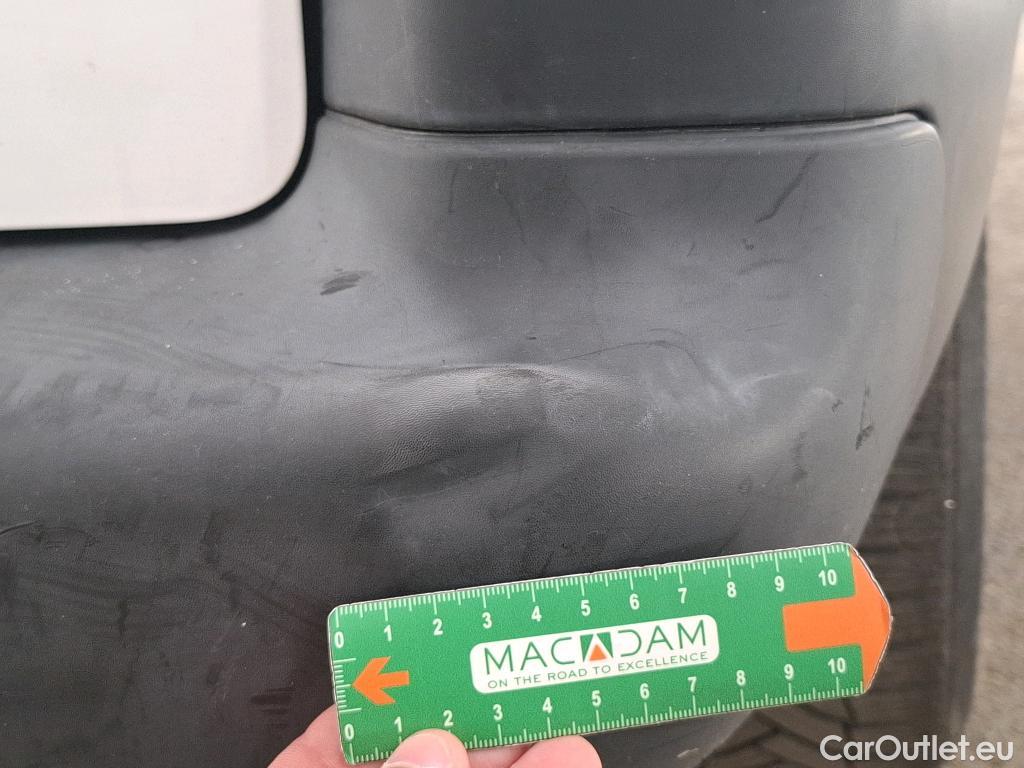 0 1 2 3 4 5 6 7 8 9 10
MACADAM
ON THE ROAD TO EXCELLENCE
0 1 2 3 4 5 6 7 8 9 10
CarOutlet.eu